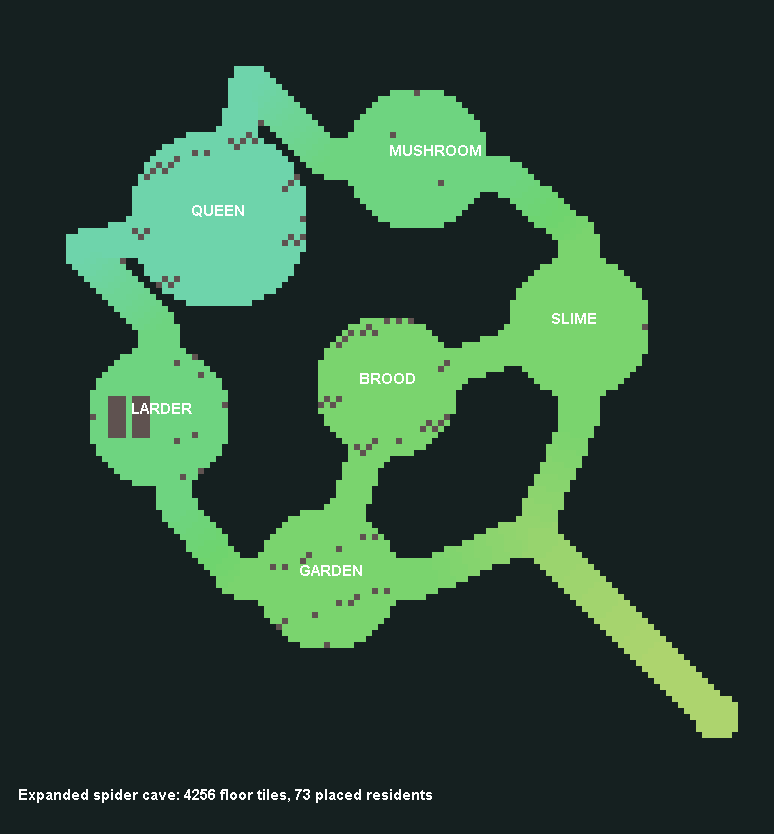 MUSHROOM
QUEEN
SLIME
BROOD
LARDER
GARDEN
Expanded spider cave: 4256 floor tiles, 73 placed residents